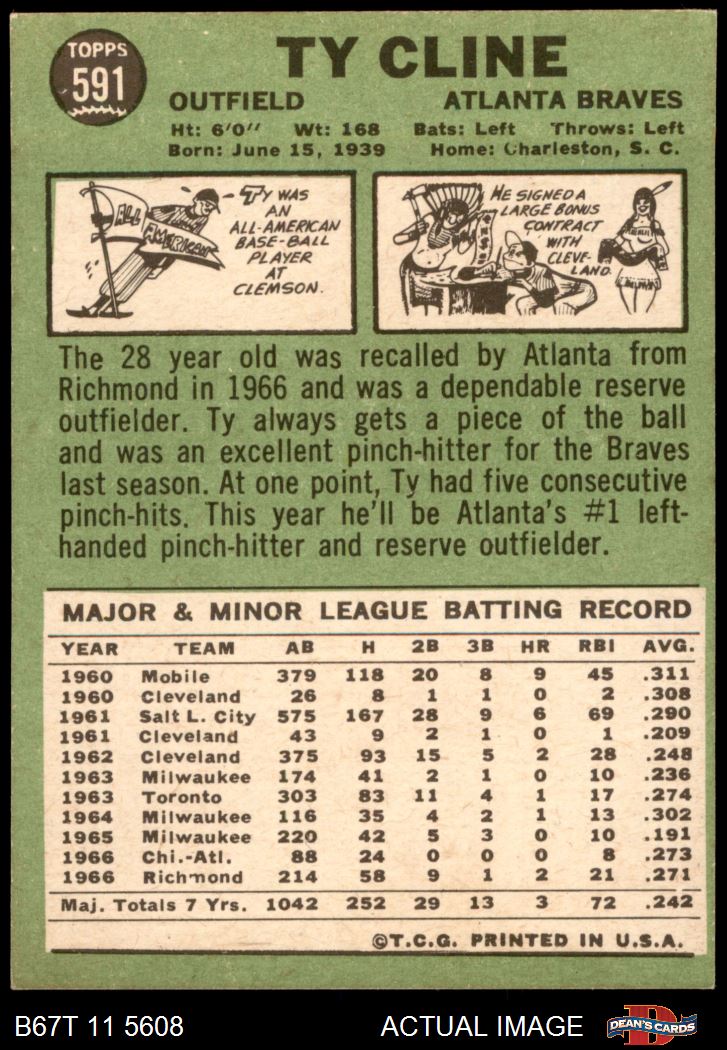 TOPPS
591
TY CLINE
OUTFIELD ATLANTA BRAVES
Ht: 6'0" Wt: 168 Bats: Left Throws: Left
Born: June 15, 1939 Home: Charleston, S. C.
ALL
AMERICAN
TY WAS
AN
ALL-AMERICAN
BASE-BALL
PLAYER
AT
CLEMSON.
HE SIGNED A
LARGE BONUS
CONTRACT
WITH
CLEVE-
LAND.
The 28 year old was recalled by Atlanta from
Richmond in 1966 and was a dependable reserve
outfielder. Ty always gets a piece of the ball
and was an excellent pinch-hitter for the Braves
last season. At one point, Ty had five consecutive
pinch-hits. This year he'll be Atlanta's #1 left-
handed pinch-hitter and reserve outfielder.
MAJOR & MINOR LEAGUE BATTING RECORD
YEAR TEAM AB H 2B 3B HR RBI AVG.
1960 Mobile 379 118 20 8 9 45 .311
1960 Cleveland 26 8 1 1 0 2 .308
1961 Salt L. City 575 167 28 9 6 69 .290
1961 Cleveland 43 9 2 1 0 1 .209
1962 Cleveland 375 93 15 5 2 28 .248
1963 Milwaukee 174 41 2 1 0 10 .236
1963 Toronto 303 83 11 4 1 17 .274
1964 Milwaukee 116 35 4 2 1 13 .302
1965 Milwaukee 220 42 5 3 0 10 .191
1966 Chi.-Atl. 88 24 0 0 0 8 .273
1966 Richmond 214 58 9 1 2 21 .271
Maj. Totals 7 Yrs. 1042 252 29 13 3 72 .242
©T.C.G. PRINTED IN U.S.A.
B67T 11 5608 ACTUAL IMAGE
D
DEAN'S CARDS